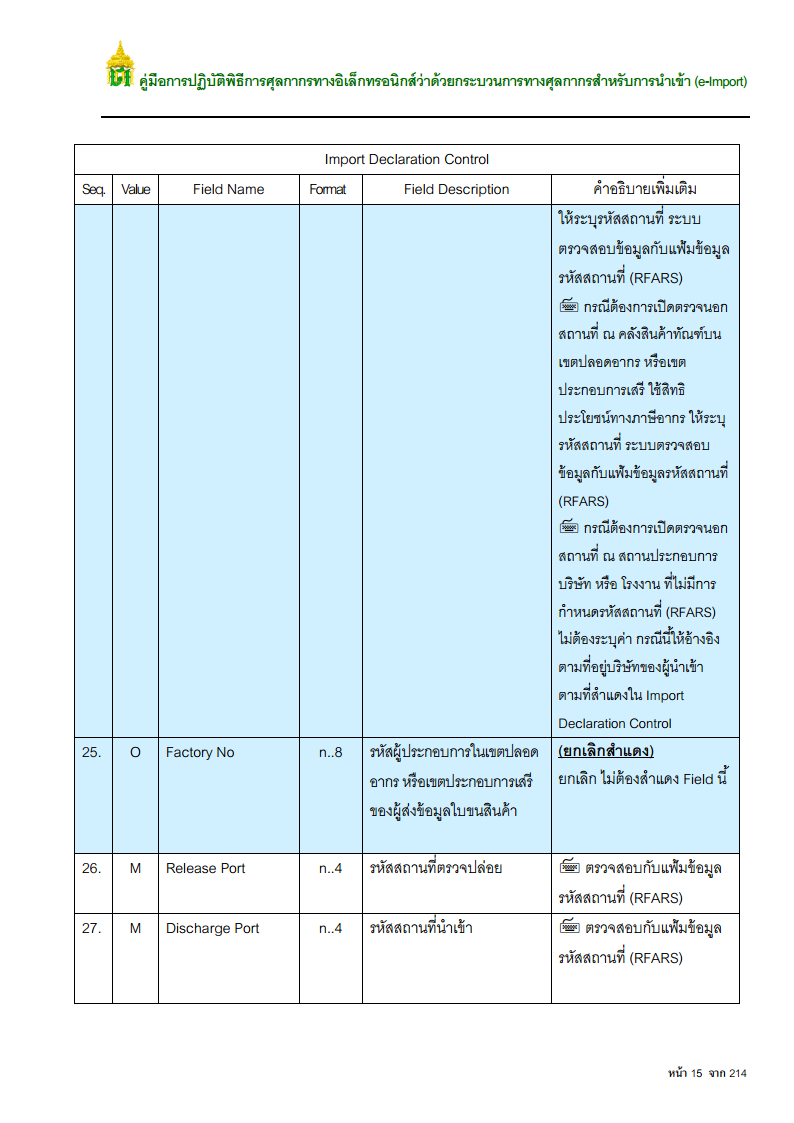 คู่มือการปฏิบัติพิธีการศุลกากรทางอิเล็กทรอนิกส์ว่าด้วยกระบวนการทางศุลกากรสำหรับการนำเข้า (e-Import)
Import Declaration Control
Seq. Value Field Name Format Field Description คำอธิบายเพิ่มเติม
ให้ระบุรหัสสถานที่ ระบบ
ตรวจสอบข้อมูลกับแฟ้มข้อมูล
รหัสสถานที่ (RFARS)
กรณีต้องการเปิดตรวจนอก
สถานที่ ณ คลังสินค้าทัณฑ์บน
เขตปลอดอากร หรือเขต
ประกอบการเสรี ใช้สิทธิ
ประโยชน์ทางภาษีอากร ให้ระบุ
รหัสสถานที่ ระบบตรวจสอบ
ข้อมูลกับแฟ้มข้อมูลรหัสสถานที่
(RFARS)
กรณีต้องการเปิดตรวจนอก
สถานที่ ณ สถานประกอบการ
บริษัท หรือ โรงงาน ที่ไม่มีการ
กำหนดรหัสสถานที่ (RFARS)
ไม่ต้องระบุค่า กรณีนี้ให้อ้างอิง
ตามที่อยู่บริษัทของผู้นำเข้า
ตามที่สำแดงใน Import
Declaration Control
25. O Factory No n..8 รหัสผู้ประกอบการในเขตปลอด (ยกเลิกสำแดง)
อากร หรือเขตประกอบการเสรี ยกเลิก ไม่ต้องสำแดง Field นี้
ของผู้ส่งข้อมูลใบขนสินค้า
26. M Release Port n..4 รหัสสถานที่ตรวจปล่อย ตรวจสอบกับแฟ้มข้อมูล
รหัสสถานที่ (RFARS)
27. M Discharge Port n..4 รหัสสถานที่นำเข้า ตรวจสอบกับแฟ้มข้อมูล
รหัสสถานที่ (RFARS)
หน้า 15 จาก 214